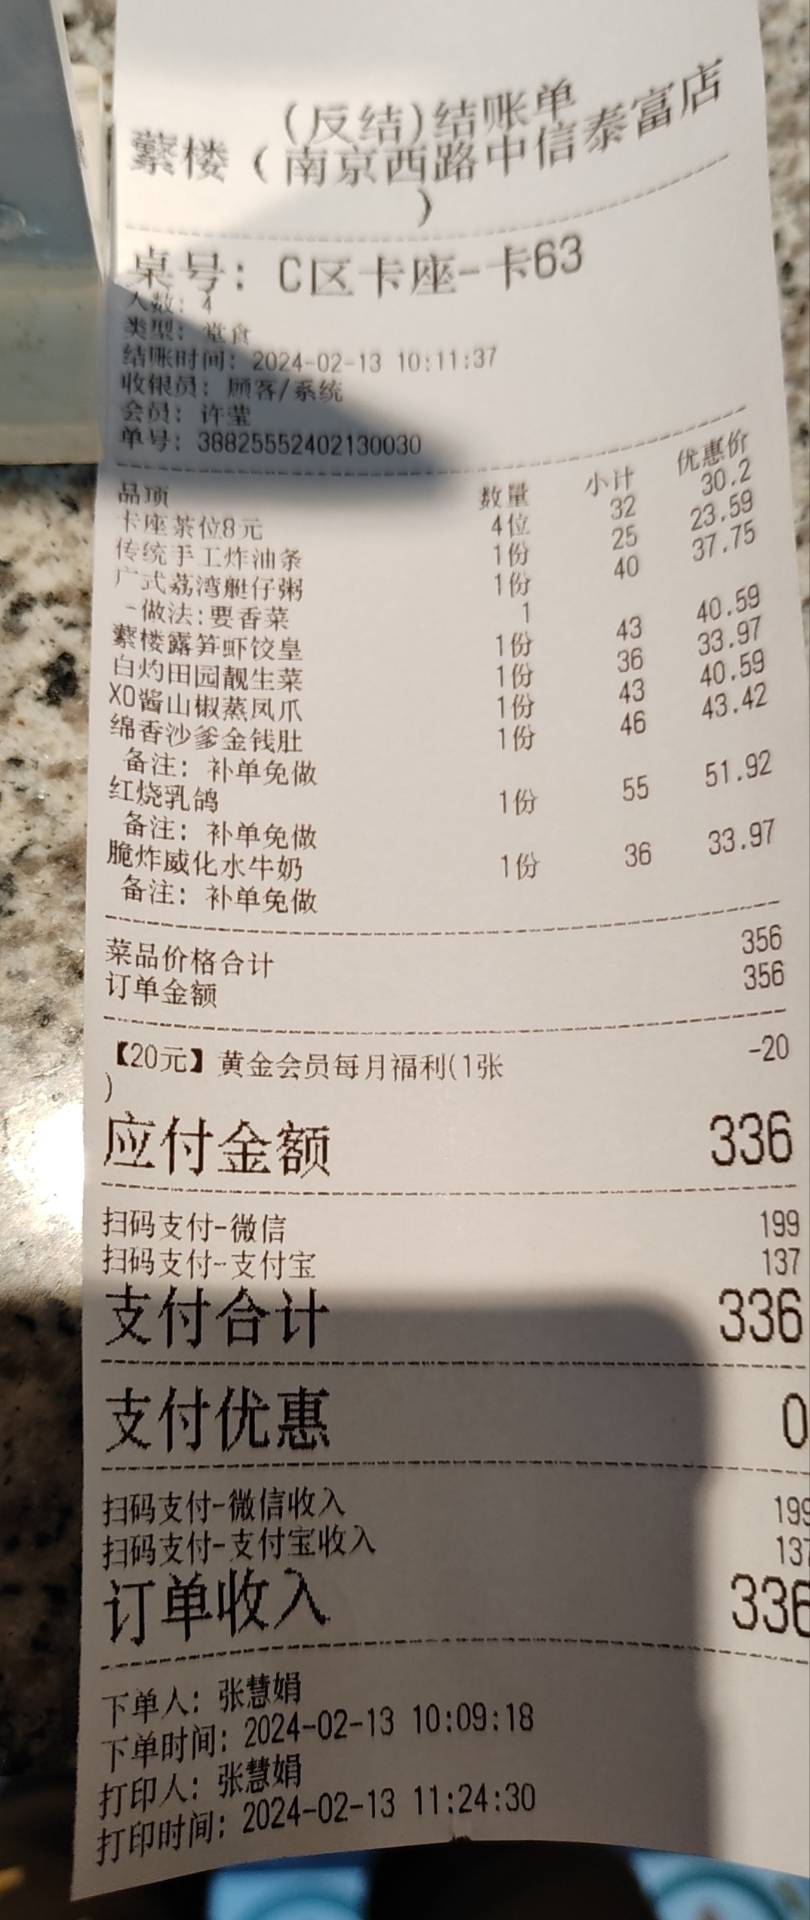 (反结)结账单
蘩楼（南京西路中信泰富店
）
桌号: C区卡座-卡63
人数: 4
类型: 堂食
结账时间: 2024-02-13 10:11:37
收银员: 顾客/系统
会员: 许莹
单号: 38825552402130030
品项 数量 小计 优惠价
卡座茶位8元 4位 32 30.2
传统手工炸油条 1份 25 23.59
广式荔湾艇仔粥 1份 40 37.75
-做法:要香菜 1
蘩楼露笋虾饺皇 1份 43 40.59
白灼田园靓生菜 1份 36 33.97
XO酱山椒蒸凤爪 1份 43 40.59
绵香沙爹金钱肚 1份 46 43.42
备注: 补单免做
红烧乳鸽 1份 55 51.92
备注: 补单免做
脆炸威化水牛奶 1份 36 33.97
备注: 补单免做
菜品价格合计 356
订单金额 356
【20元】黄金会员每月福利(1张 -20
)
应付金额 336
扫码支付-微信 199
扫码支付-支付宝 137
支付合计 336
支付优惠 0
扫码支付-微信收入 199
扫码支付-支付宝收入 137
订单收入 336
下单人: 张慧娟
下单时间: 2024-02-13 10:09:18
打印人: 张慧娟
打印时间: 2024-02-13 11:24:30